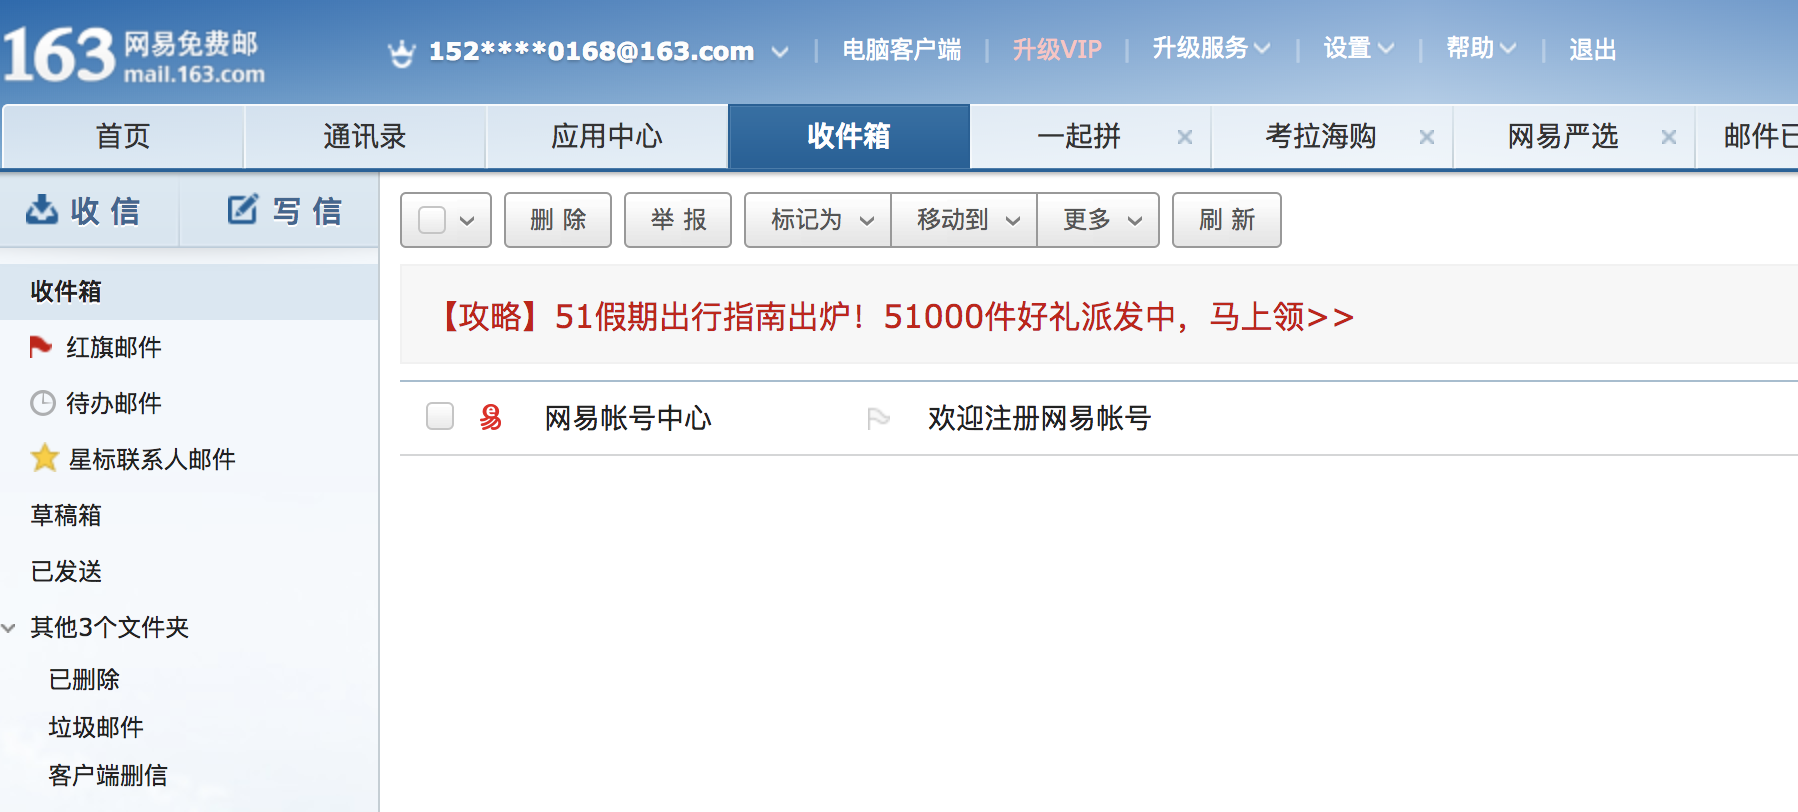 163 网易免费邮
mail.163.com
152****0168@163.com
电脑客户端
升级VIP
升级服务
设置
帮助
退出
首页
通讯录
应用中心
收件箱
一起拼
考拉海购
网易严选
邮件已
收 信
写 信
删 除
举 报
标记为
移动到
更多
刷 新
收件箱
红旗邮件
待办邮件
星标联系人邮件
草稿箱
已发送
其他3个文件夹
已删除
垃圾邮件
客户端删信
【攻略】51假期出行指南出炉！51000件好礼派发中，马上领>>
网易帐号中心
欢迎注册网易帐号